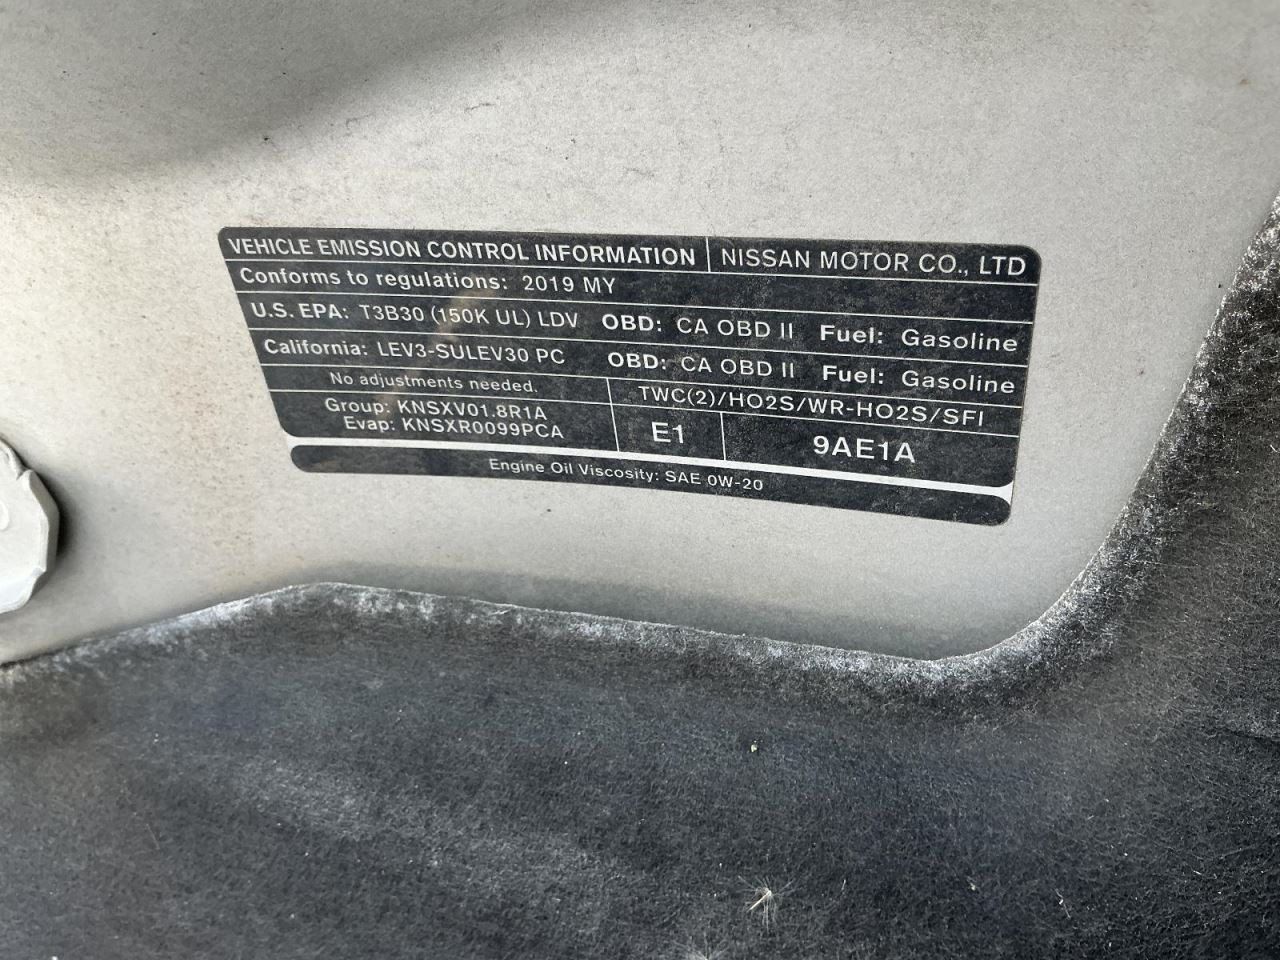 VEHICLE EMISSION CONTROL INFORMATION NISSAN MOTOR CO., LTD
Conforms to regulations: 2019 MY
U.S. EPA: T3B30 (150K UL) LDV OBD: CA OBD II Fuel: Gasoline
California: LEV3-SULEV30 PC OBD: CA OBD II Fuel: Gasoline
No adjustments needed. TWC(2)/HO2S/WR-HO2S/SFI
Group: KNSXV01.8R1A
Evap: KNSXR0099PCA E1 9AE1A
Engine Oil Viscosity: SAE 0W-20